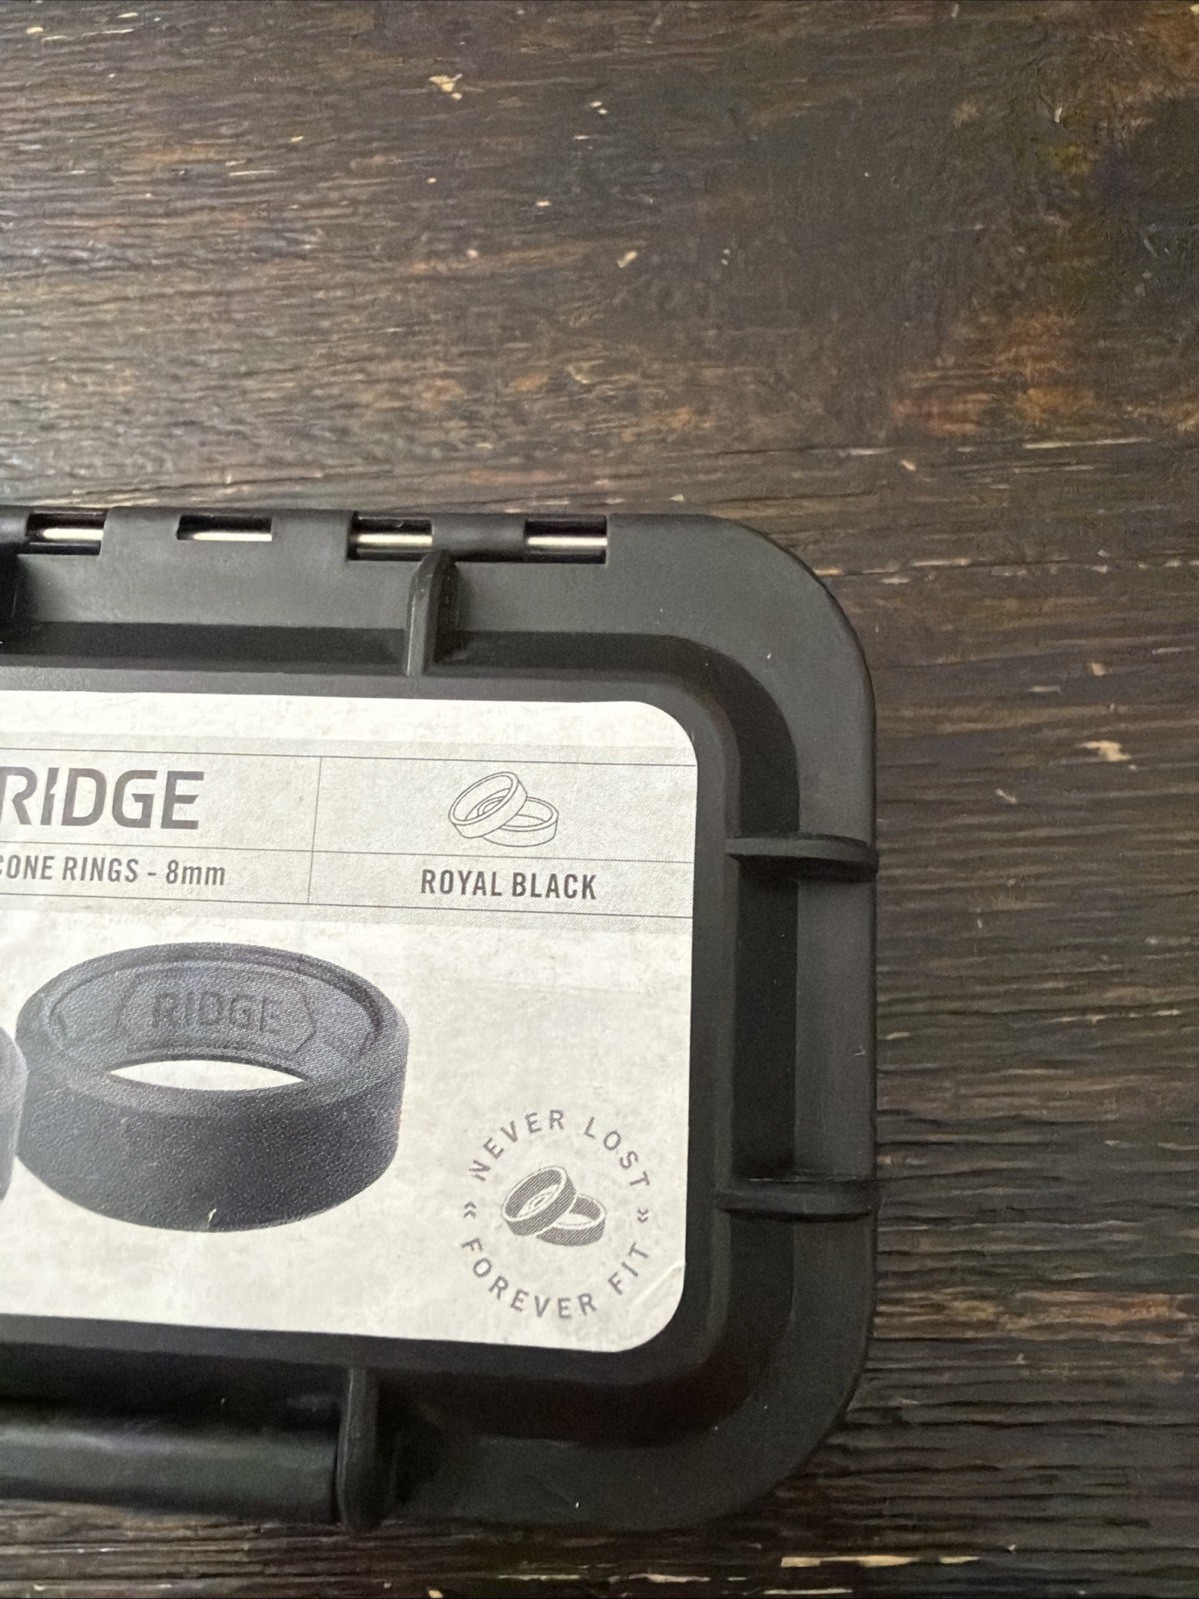 RIDGE
CONE RINGS - 8mm
ROYAL BLACK
RIDGE
NEVER LOST
» FOREVER FIT »